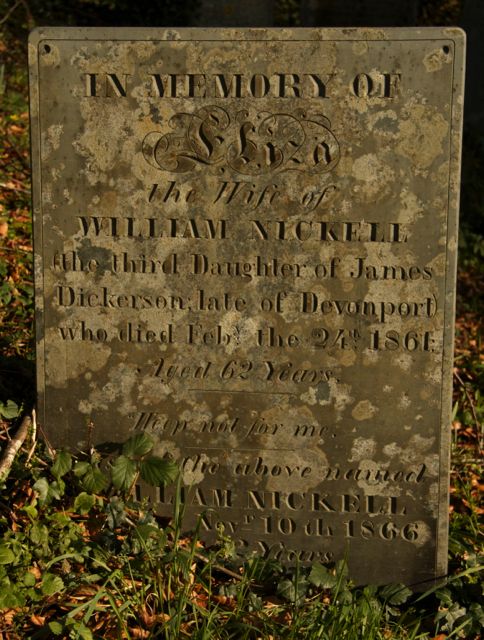 IN MEMORY OF
Eliza
the Wife of
WILLIAM NICKELL
(the third Daughter of James
Dickerson; late of Devonport)
who died Feby. the 24th. 1861.
Aged 62 Years.
Weep not for me.
of the above named
WILLIAM NICKELL
Novr. 10th 1866
Years